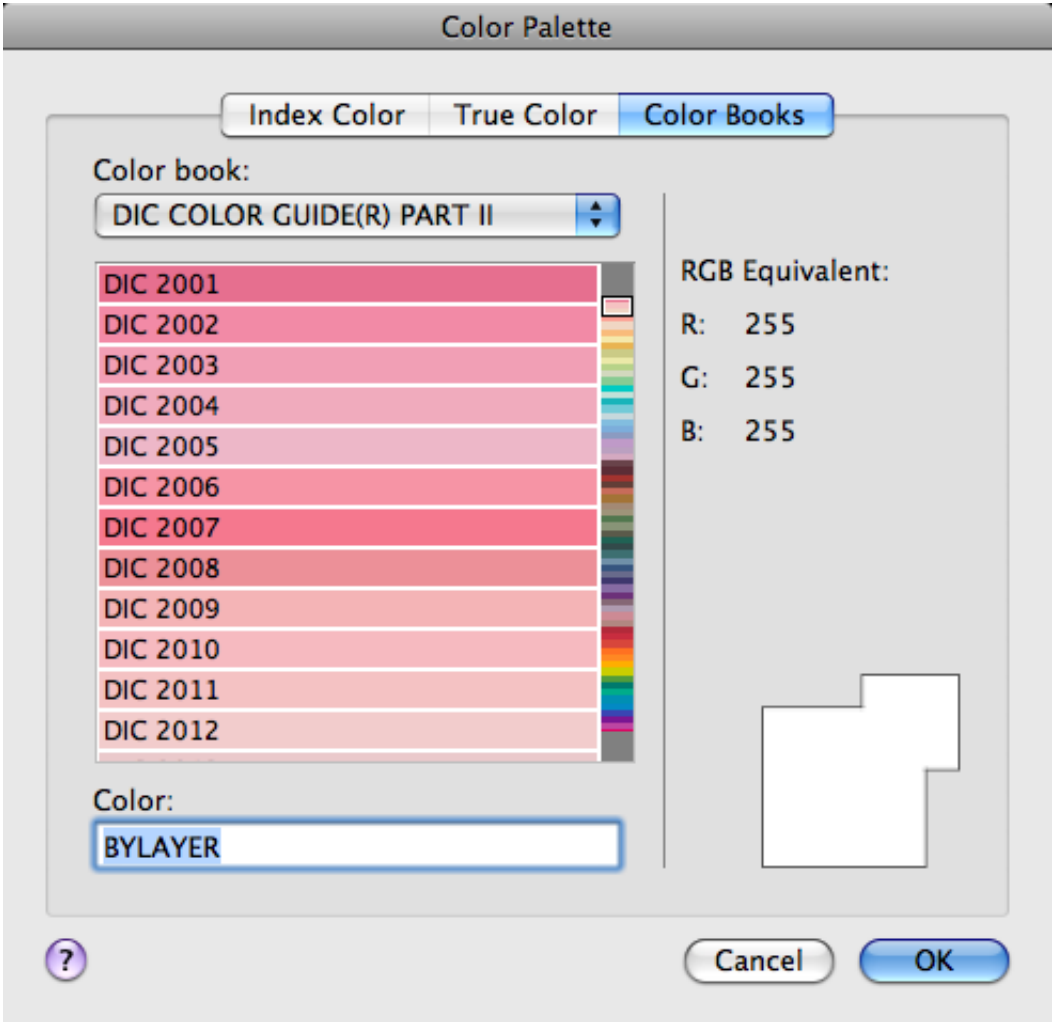 Color Palette
Index Color True Color Color Books
Color book:
DIC COLOR GUIDE(R) PART II
DIC 2001
DIC 2002
DIC 2003
DIC 2004
DIC 2005
DIC 2006
DIC 2007
DIC 2008
DIC 2009
DIC 2010
DIC 2011
DIC 2012
RGB Equivalent:
R: 255
G: 255
B: 255
Color:
BYLAYER
? Cancel OK